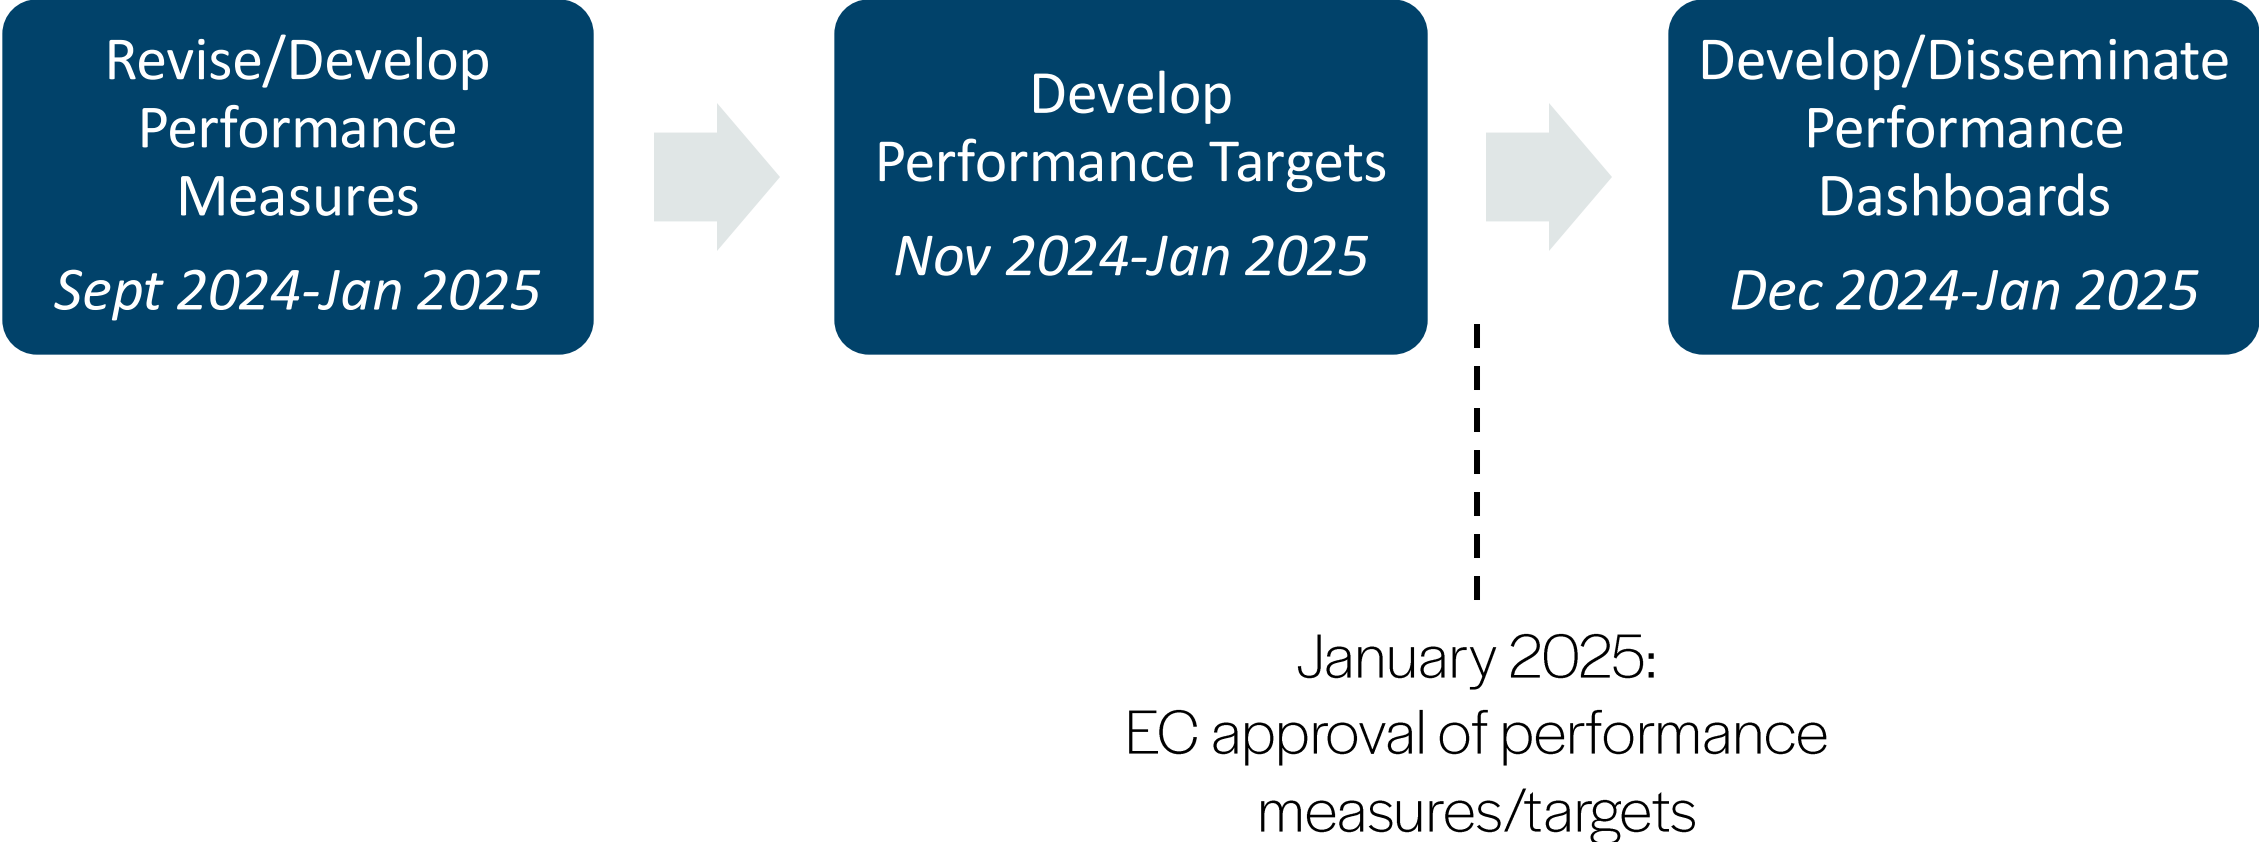 Revise/Develop
Performance
Measures
Sept 2024-Jan 2025
Develop
Performance Targets
Nov 2024-Jan 2025
Develop/Disseminate
Performance
Dashboards
Dec 2024-Jan 2025
January 2025:
EC approval of performance
measures/targets